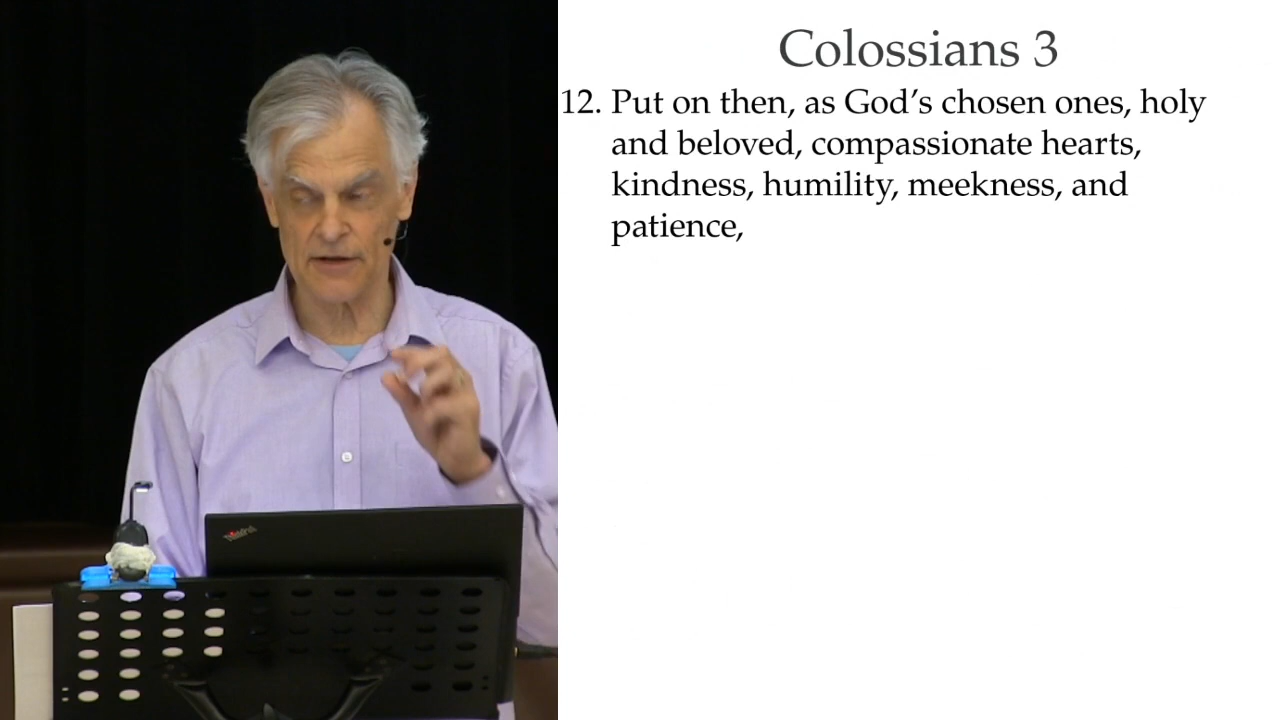 Colossians 3
12. Put on then, as God’s chosen ones, holy
and beloved, compassionate hearts,
kindness, humility, meekness, and
patience,
ThinkPad